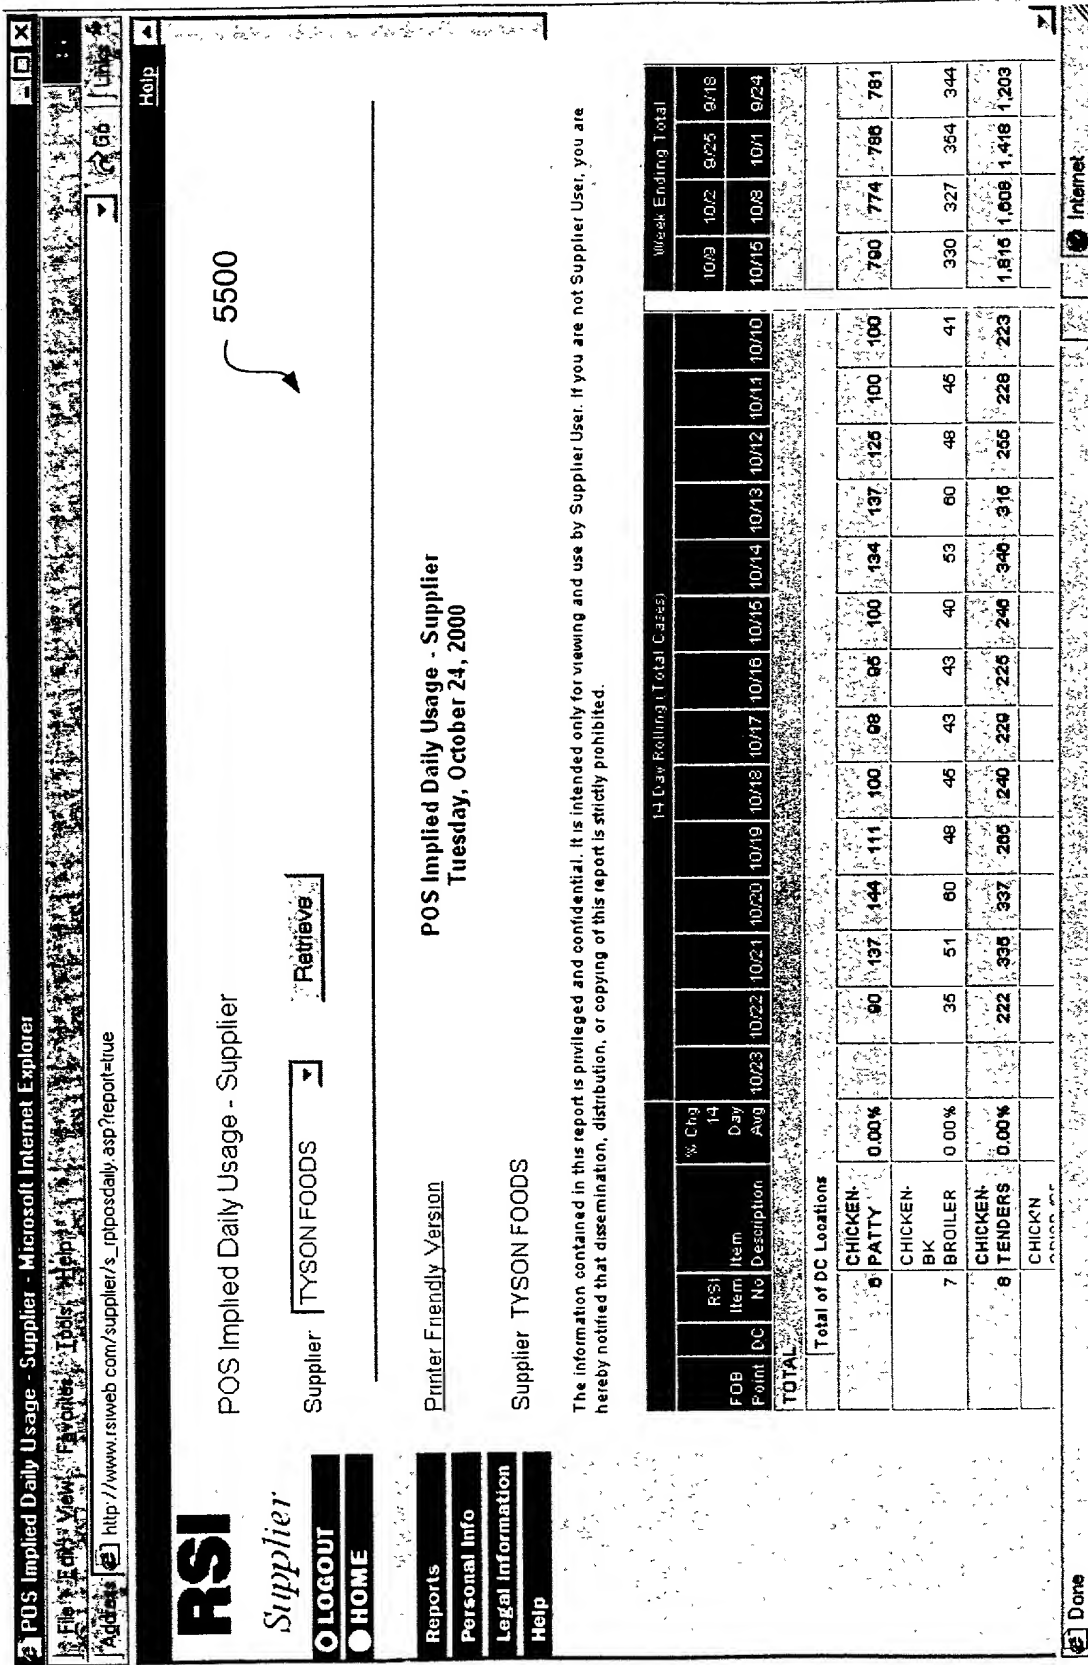 POS Implied Daily Usage - Supplier - Microsoft Internet Explorer
File Edit View Favorites Tools Help
Address http://www.rsiweb.com/supplier/s_rptposdaily.asp?report=true Go Links
Help
RSI
Supplier
LOGOUT
HOME
Reports
Personal Info
Legal Information
Help
POS Implied Daily Usage - Supplier
5500
Supplier TYSON FOODS Retrieve
Printer Friendly Version
POS Implied Daily Usage - Supplier
Tuesday, October 24, 2000
Supplier TYSON FOODS
The information contained in this report is privileged and confidential. It is intended only for viewing and use by Supplier User. If you are not Supplier User, you are
hereby notified that dissemination, distribution, or copying of this report is strictly prohibited.
14 Day Rolling (Total Cases) Week Ending Total
% Chg
RSI 14 10/9 10/2 9/25 9/18
FOB Item Item Day
Point DC No Description Avg 10/23 10/22 10/21 10/20 10/19 10/18 10/17 10/16 10/15 10/14 10/13 10/12 10/11 10/10 10/15 10/8 10/1 9/24
TOTAL
Total of DC Locations
CHICKEN-
6 PATTY 0.00% 90 137 144 111 100 98 95 100 134 137 125 100 100 790 774 786 781
CHICKEN-
BK
7 BROILER 0.00% 35 51 60 48 46 43 43 40 53 60 48 46 41 330 327 354 344
CHICKEN-
8 TENDERS 0.00% 222 335 337 265 240 229 225 246 346 316 255 228 223 1,815 1,608 1,418 1,203
CHICKN
Done Internet